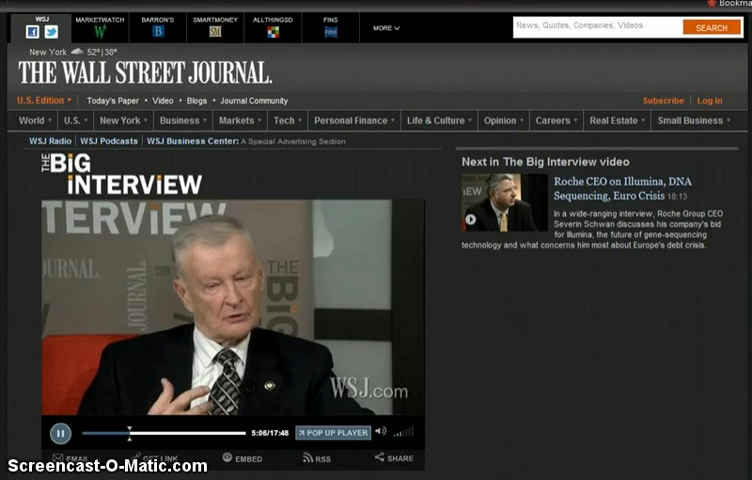 Bookma
WSJ MARKETWATCH BARRON'S SMARTMONEY ALLTHINGSD FINS MORE
W B SM FINS
News, Quotes, Companies, Videos SEARCH
New York 52° | 38°
THE WALL STREET JOURNAL.
U.S. Edition Today's Paper • Video • Blogs • Journal Community Subscribe Log In
World U.S. New York Business Markets Tech Personal Finance Life & Culture Opinion Careers Real Estate Small Business
WSJ Radio WSJ Podcasts WSJ Business Center: A Special Advertising Section
THE BiG
iNTERViEW
Next in The Big Interview video
Roche CEO on Illumina, DNA
Sequencing, Euro Crisis 18:13
In a wide-ranging interview, Roche Group CEO
Severin Schwan discusses his company's bid
for Illumina, the future of gene-sequencing
technology and what concerns him most about Europe's debt crisis.
TERViEW
OURNAL.
JOURNAL
THE BiG
WSJ.com
5:06/17:48 POP UP PLAYER
EMAIL GET LINK EMBED RSS SHARE
Screencast-O-Matic.com